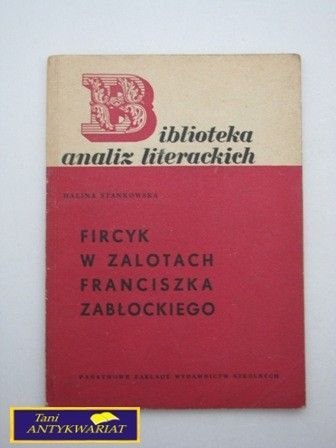 Biblioteka
analiz literackich
HALINA STANKOWSKA
FIRCYK
W ZALOTACH
FRANCISZKA
ZABŁOCKIEGO
PAŃSTWOWE ZAKŁADY WYDAWNICTW SZKOLNYCH
Tani
ANTYKWARIAT